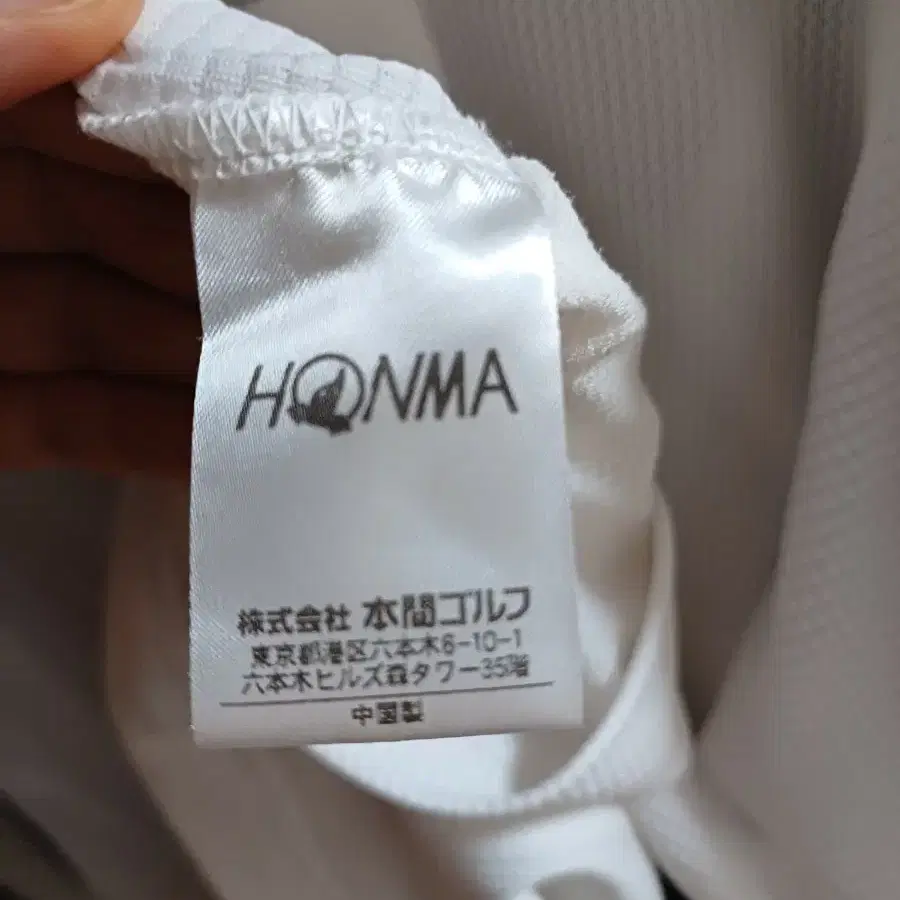 HONMA
株式会社 本間ゴルフ
東京都港区六本木6-10-1
六本木ヒルズ森タワー35階
中国製